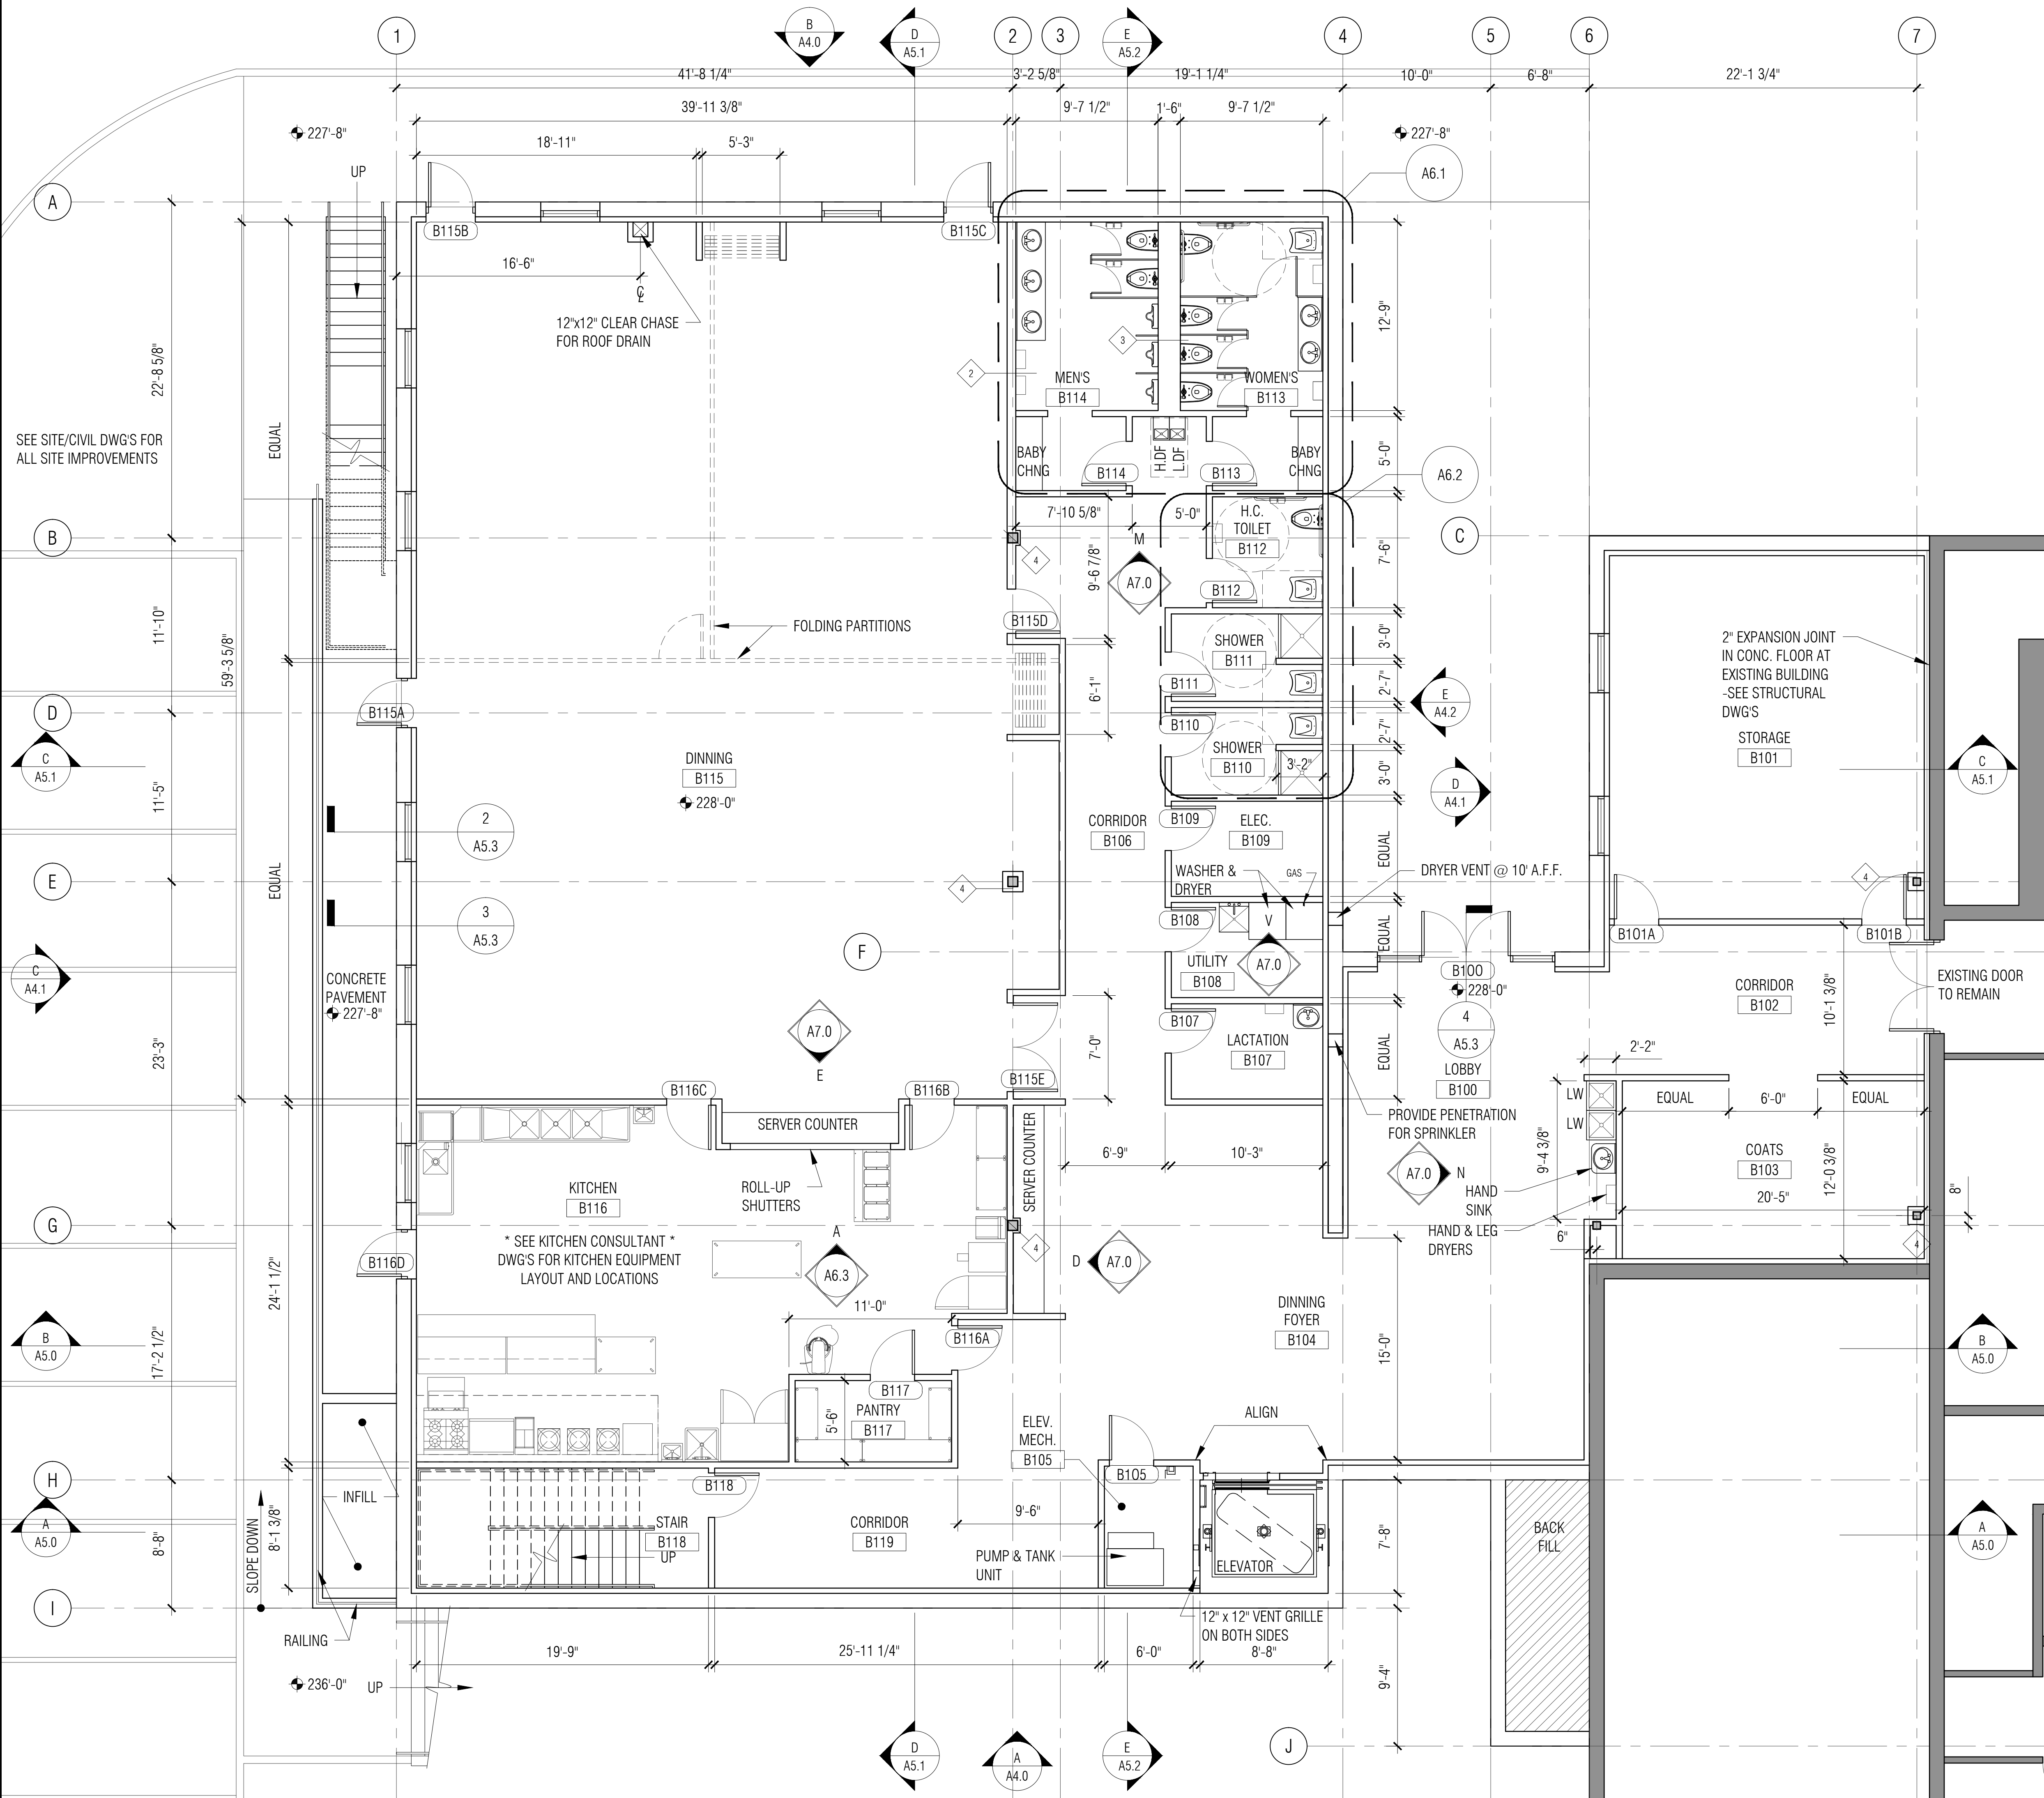 1
B
A4.0
D
A5.1
2
3
E
A5.2
4
5
6
7
41'-8 1/4"
3'-2 5/8"
19'-1 1/4"
10'-0"
6'-8"
22'-1 3/4"
39'-11 3/8"
9'-7 1/2"
1'-6"
9'-7 1/2"
227'-8"
227'-8"
18'-11"
5'-3"
UP
A6.1
A
B115B
B115C
16'-6"
℄
12"x12" CLEAR CHASE
FOR ROOF DRAIN
12'-9"
3
2
22'-8 5/8"
MEN'S
B114
WOMEN'S
B113
SEE SITE/CIVIL DWG'S FOR
ALL SITE IMPROVEMENTS
EQUAL
BABY
CHNG
B114
H.DF
L.DF
B113
BABY
CHNG
5'-0"
A6.2
7'-10 5/8"
5'-0"
H.C.
TOILET
B112
B
C
M
A7.0
4
7'-6"
9'-6 7/8"
B112
11'-10"
59'-3 5/8"
FOLDING PARTITIONS
B115D
SHOWER
B111
3'-0"
2" EXPANSION JOINT
IN CONC. FLOOR AT
EXISTING BUILDING
-SEE STRUCTURAL
DWG'S
B111
6'-1"
2'-7"
E
A4.2
D
B115A
B110
2'-7"
STORAGE
B101
C
A5.1
DINNING
B115
228'-0"
SHOWER
B110
3'-2"
3'-0"
D
A4.1
C
A5.1
11'-5"
2
A5.3
CORRIDOR
B106
B109
ELEC.
B109
EQUAL
E
EQUAL
WASHER &
DRYER
GAS
DRYER VENT @ 10' A.F.F.
4
4
3
A5.3
B108
V
EQUAL
B101A
B101B
F
C
A4.1
CONCRETE
PAVEMENT
227'-8"
UTILITY
B108
A7.0
B100
228'-0"
EXISTING DOOR
TO REMAIN
CORRIDOR
B102
10'-1 3/8"
A7.0
E
B107
4
A5.3
23'-3"
7'-0"
LACTATION
B107
EQUAL
2'-2"
LOBBY
B100
B116C
B116B
B115E
LW
LW
EQUAL
6'-0"
EQUAL
SERVER COUNTER
PROVIDE PENETRATION
FOR SPRINKLER
6'-9"
10'-3"
9'-4 3/8"
COATS
B103
12'-0 3/8"
20'-5"
KITCHEN
B116
ROLL-UP
SHUTTERS
SERVER COUNTER
A7.0
N
HAND
SINK
HAND & LEG
DRYERS
6"
8"
G
* SEE KITCHEN CONSULTANT *
DWG'S FOR KITCHEN EQUIPMENT
LAYOUT AND LOCATIONS
A
A6.3
4
D
A7.0
4
B116D
24'-1 1/2"
11'-0"
DINNING
FOYER
B104
B
A5.0
17'-2 1/2"
B116A
15'-0"
B
A5.0
B117
5'-6"
PANTRY
B117
ALIGN
ELEV.
MECH.
B105
H
B118
B105
INFILL
SLOPE DOWN
A
A5.0
8'-8"
8'-1 3/8"
STAIR
B118
UP
CORRIDOR
B119
9'-6"
PUMP & TANK
UNIT
ELEVATOR
7'-8"
BACK
FILL
A
A5.0
I
12" x 12" VENT GRILLE
ON BOTH SIDES
RAILING
19'-9"
25'-11 1/4"
6'-0"
8'-8"
9'-4"
236'-0"
UP
D
A5.1
A
A4.0
E
A5.2
J